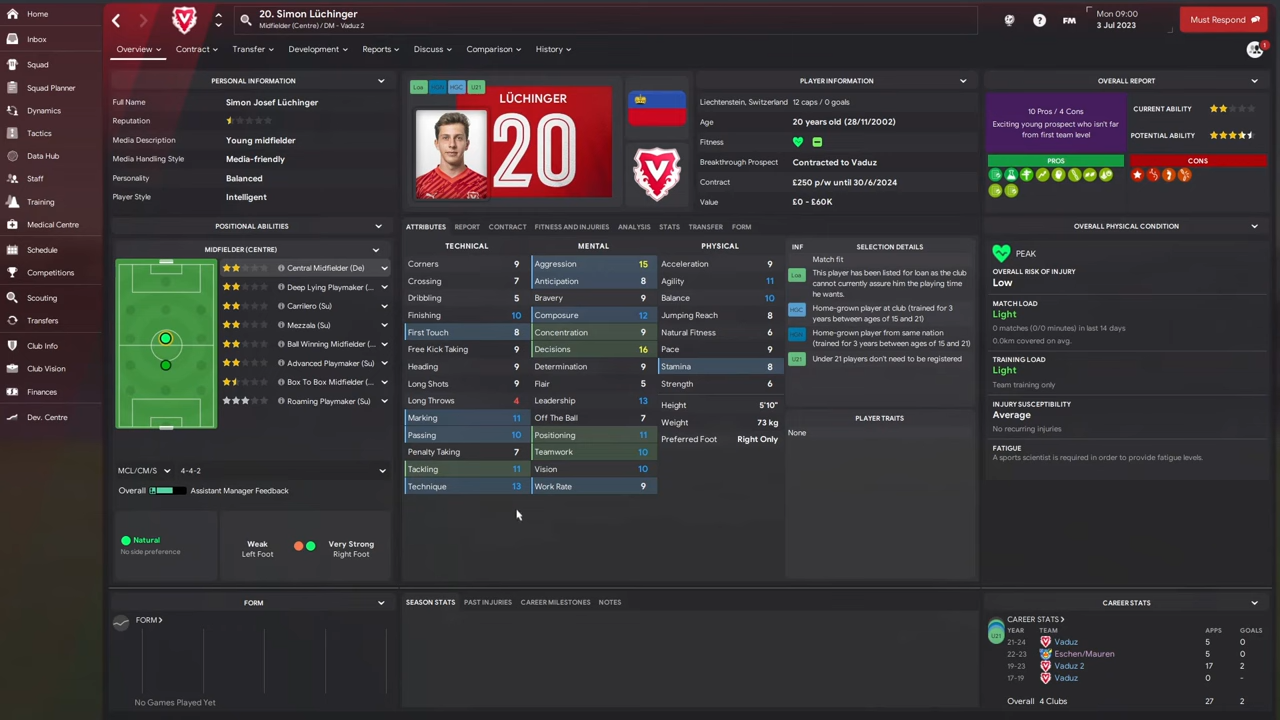 Home
Inbox
Squad
Squad Planner
Dynamics
Tactics
Data Hub
Staff
Training
Medical Centre
Schedule
Competitions
Scouting
Transfers
Club Info
Club Vision
Finances
Dev. Centre
20. Simon Lüchinger
Midfielder (Centre) / DM - Vaduz 2
FM
Mon 09:00
3 Jul 2023
Must Respond
Overview
Contract
Transfer
Development
Reports
Discuss
Comparison
History
1
PERSONAL INFORMATION
Full Name Simon Josef Lüchinger
Reputation
Media Description Young midfielder
Media Handling Style Media-friendly
Personality Balanced
Player Style Intelligent
Loa HGN HGC U21
LÜCHINGER
20
PLAYER INFORMATION
Liechtenstein, Switzerland 12 caps / 0 goals
Age 20 years old (28/11/2002)
Fitness
Breakthrough Prospect Contracted to Vaduz
Contract £250 p/w until 30/6/2024
Value £0 - £60K
OVERALL REPORT
10 Pros / 4 Cons
Exciting young prospect who isn't far from first team level
CURRENT ABILITY
POTENTIAL ABILITY
PROS
CONS
POSITIONAL ABILITIES
MIDFIELDER (CENTRE)
Central Midfielder (De)
Deep Lying Playmaker (...
Carrilero (Su)
Mezzala (Su)
Ball Winning Midfielder (...
Advanced Playmaker (Su)
Box To Box Midfielder (...
Roaming Playmaker (Su)
MCL/CM/S 4-4-2
Overall Assistant Manager Feedback
Natural
No side preference
Weak
Left Foot
Very Strong
Right Foot
ATTRIBUTES
REPORT
CONTRACT
FITNESS AND INJURIES
ANALYSIS
STATS
TRANSFER
FORM
TECHNICAL
Corners 9
Crossing 7
Dribbling 5
Finishing 10
First Touch 8
Free Kick Taking 9
Heading 9
Long Shots 9
Long Throws 4
Marking 11
Passing 10
Penalty Taking 7
Tackling 11
Technique 13
MENTAL
Aggression 15
Anticipation 8
Bravery 9
Composure 12
Concentration 9
Decisions 16
Determination 9
Flair 5
Leadership 13
Off The Ball 7
Positioning 11
Teamwork 10
Vision 10
Work Rate 9
PHYSICAL
Acceleration 9
Agility 11
Balance 10
Jumping Reach 8
Natural Fitness 6
Pace 9
Stamina 8
Strength 6
Height 5'10"
Weight 73 kg
Preferred Foot Right Only
INF SELECTION DETAILS
Match fit
Loa This player has been listed for loan as the club
cannot currently assure him the playing time
he wants.
HGC Home-grown player at club (trained for 3
years between ages of 15 and 21)
HGN Home-grown player from same nation
(trained for 3 years between ages of 15 and 21)
U21 Under 21 players don't need to be registered
PLAYER TRAITS
None
OVERALL PHYSICAL CONDITION
PEAK
OVERALL RISK OF INJURY
Low
MATCH LOAD
Light
0 matches (0/0 minutes) in last 14 days
0.0km covered on avg.
TRAINING LOAD
Light
Team training only
INJURY SUSCEPTIBILITY
Average
No recurring injuries
FATIGUE
A sports scientist is required in order to provide fatigue levels.
FORM
FORM
No Games Played Yet
SEASON STATS
PAST INJURIES
CAREER MILESTONES
NOTES
CAREER STATS
U21
CAREER STATS
YEAR TEAM APPS GOALS
21-24 Vaduz 5 0
22-23 Eschen/Mauren 5 0
19-23 Vaduz 2 17 2
17-19 Vaduz 0 -
Overall 4 Clubs 27 2